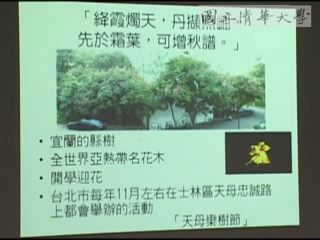 國立清華大學
「絳霞燭天,丹擷
先於霜葉,可增秋譜。」
• 宜蘭的縣樹
• 全世界亞熱帶名花木
• 開學迎花
• 台北市每年11月左右在士林區天母忠誠路
上都會舉辦的活動
「天母欒樹節」